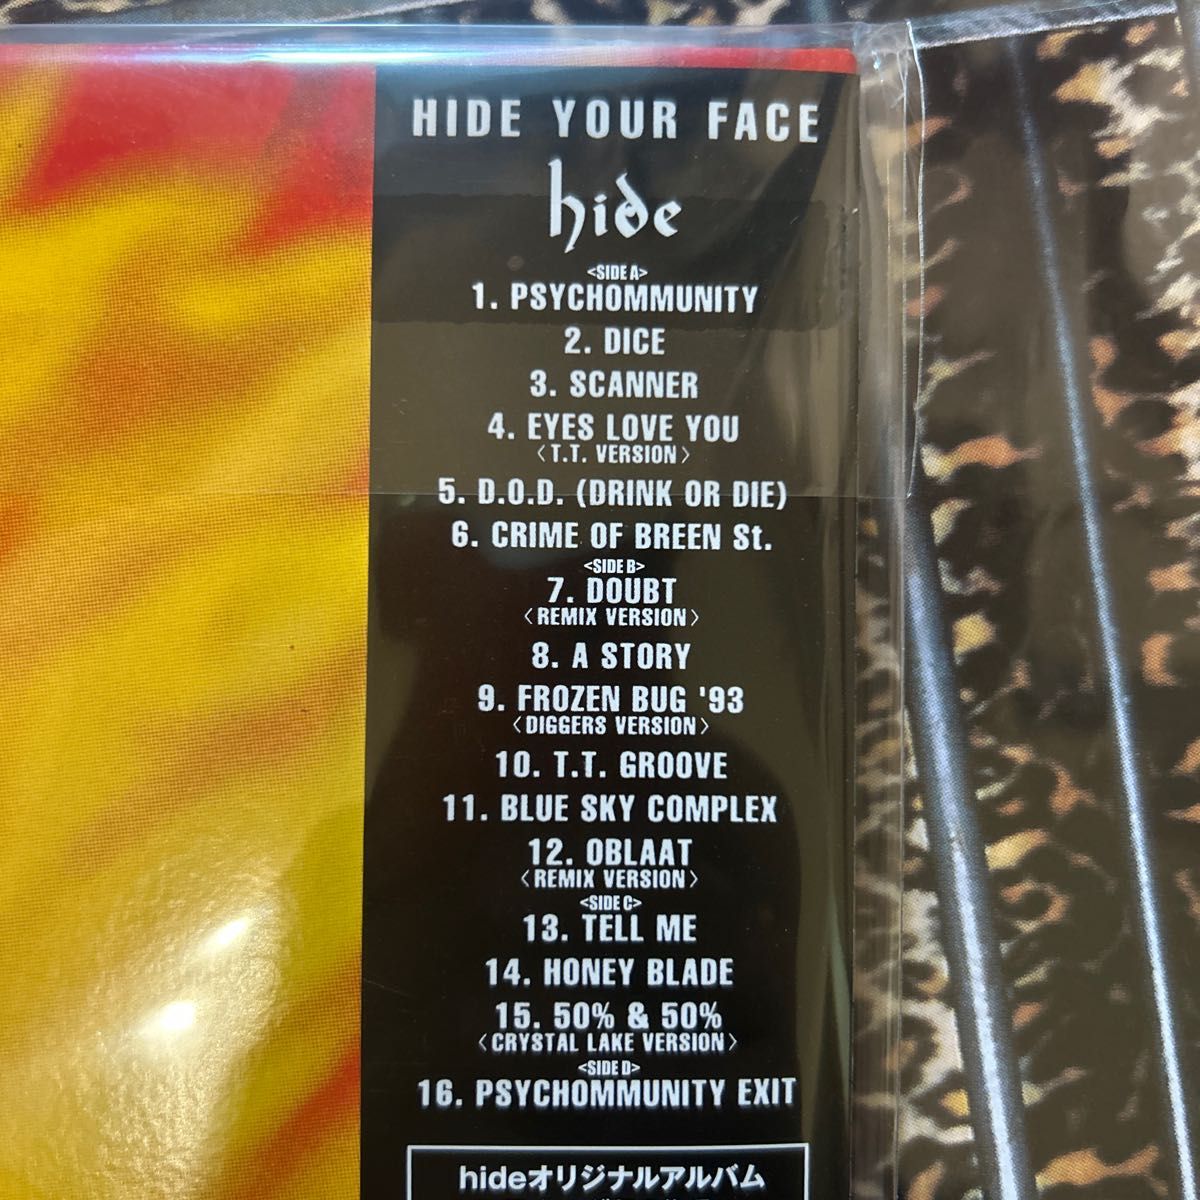 HIDE YOUR FACE
hide
<SIDE A>
1. PSYCHOMMUNITY
2. DICE
3. SCANNER
4. EYES LOVE YOU
〈T.T. VERSION〉
5. D.O.D. (DRINK OR DIE)
6. CRIME OF BREEN St.
<SIDE B>
7. DOUBT
〈REMIX VERSION〉
8. A STORY
9. FROZEN BUG '93
〈DIGGERS VERSION〉
10. T.T. GROOVE
11. BLUE SKY COMPLEX
12. OBLAAT
〈REMIX VERSION〉
<SIDE C>
13. TELL ME
14. HONEY BLADE
15. 50% & 50%
〈CRYSTAL LAKE VERSION〉
<SIDE D>
16. PSYCHOMMUNITY EXIT
hideオリジナルアルバム